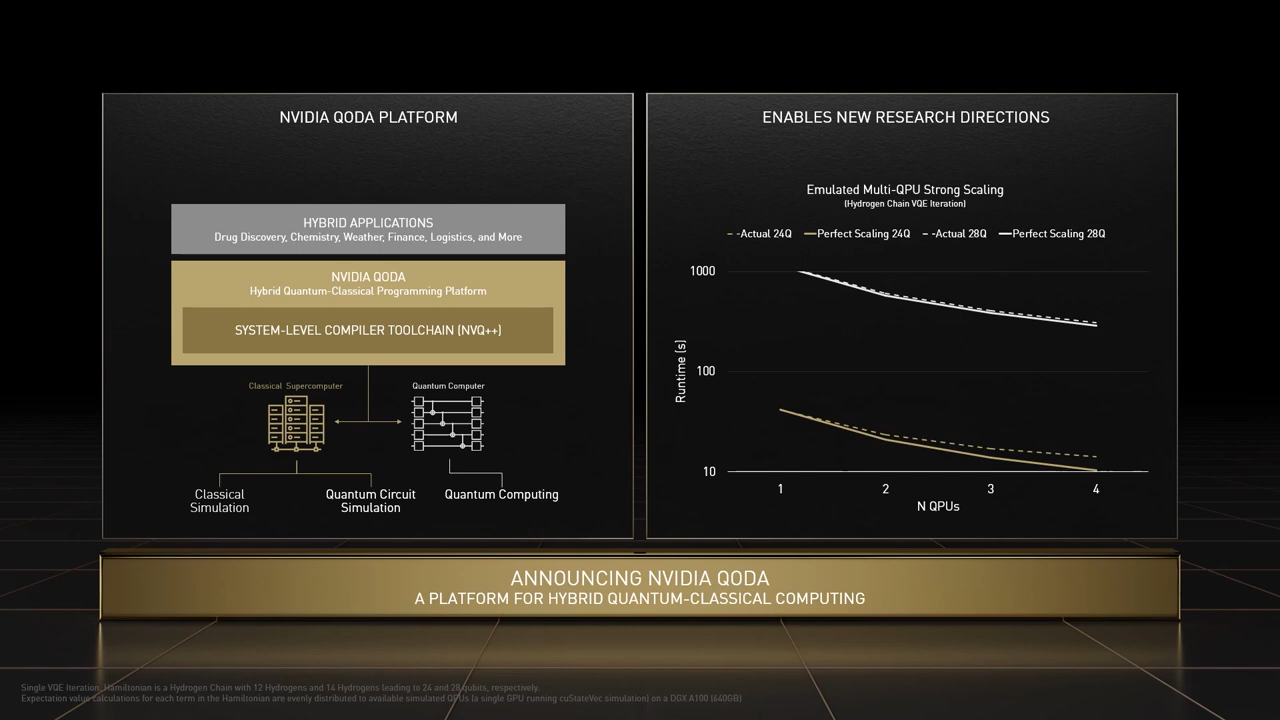 NVIDIA QODA PLATFORM
HYBRID APPLICATIONS
Drug Discovery, Chemistry, Weather, Finance, Logistics, and More
NVIDIA QODA
Hybrid Quantum-Classical Programming Platform
SYSTEM-LEVEL COMPILER TOOLCHAIN (NVQ++)
Classical Supercomputer
Quantum Computer
Classical
Simulation
Quantum Circuit
Simulation
Quantum Computing
ENABLES NEW RESEARCH DIRECTIONS
Emulated Multi-QPU Strong Scaling
(Hydrogen Chain VQE Iteration)
Actual 24Q Perfect Scaling 24Q Actual 28Q Perfect Scaling 28Q
1000
100
10
Runtime (s)
1 2 3 4
N QPUs
ANNOUNCING NVIDIA QODA
A PLATFORM FOR HYBRID QUANTUM-CLASSICAL COMPUTING
Single VQE Iteration. Hamiltonian is a Hydrogen Chain with 12 Hydrogens and 14 Hydrogens leading to 24 and 28 qubits, respectively.
Expectation value calculations for each term in the Hamiltonian are evenly distributed to available simulated QPUs (a single GPU running cuStateVec simulation) on a DGX A100 (640GB)